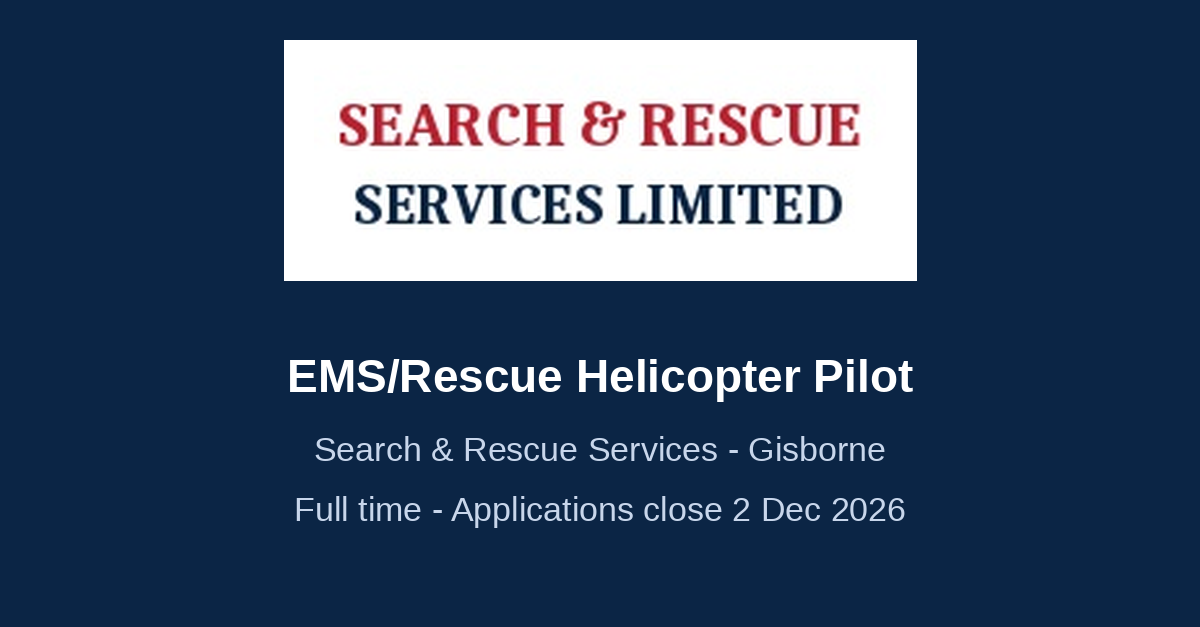 SEARCH & RESCUE
SERVICES LIMITED
EMS/Rescue Helicopter Pilot
Search & Rescue Services - Gisborne
Full time - Applications close 2 Dec 2026